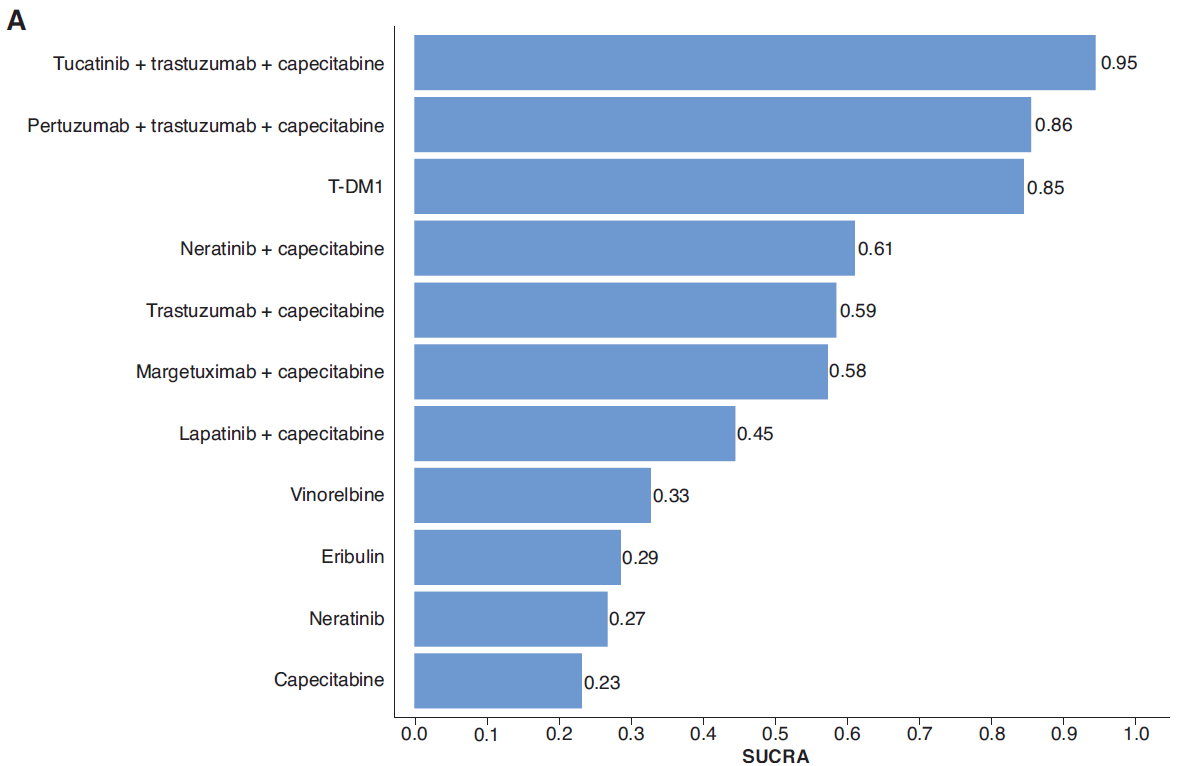 A
Tucatinib + trastuzumab + capecitabine 0.95
Pertuzumab + trastuzumab + capecitabine 0.86
T-DM1 0.85
Neratinib + capecitabine 0.61
Trastuzumab + capecitabine 0.59
Margetuximab + capecitabine 0.58
Lapatinib + capecitabine 0.45
Vinorelbine 0.33
Eribulin 0.29
Neratinib 0.27
Capecitabine 0.23
0.0 0.1 0.2 0.3 0.4 0.5 0.6 0.7 0.8 0.9 1.0
SUCRA